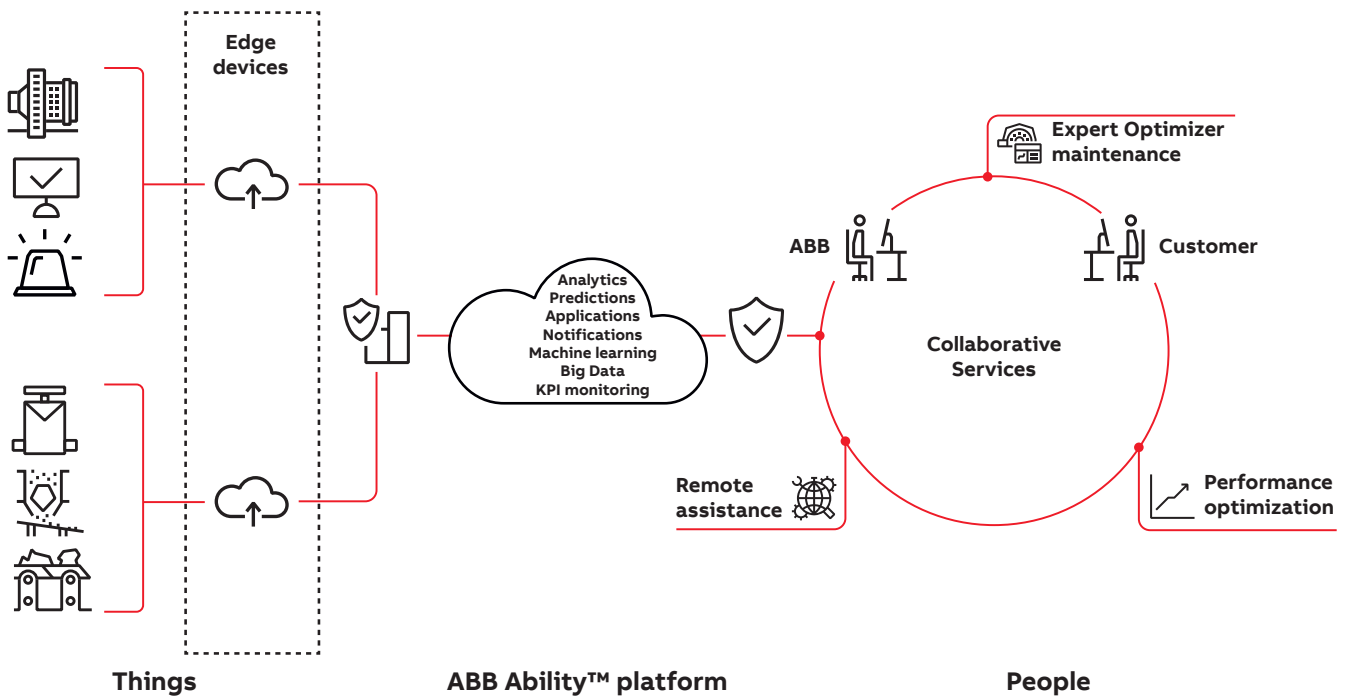 Edge
devices
Expert Optimizer
maintenance
ABB
Customer
Analytics
Predictions
Applications
Notifications
Machine learning
Big Data
KPI monitoring
Collaborative
Services
Remote
assistance
Performance
optimization
Things
ABB Ability™ platform
People